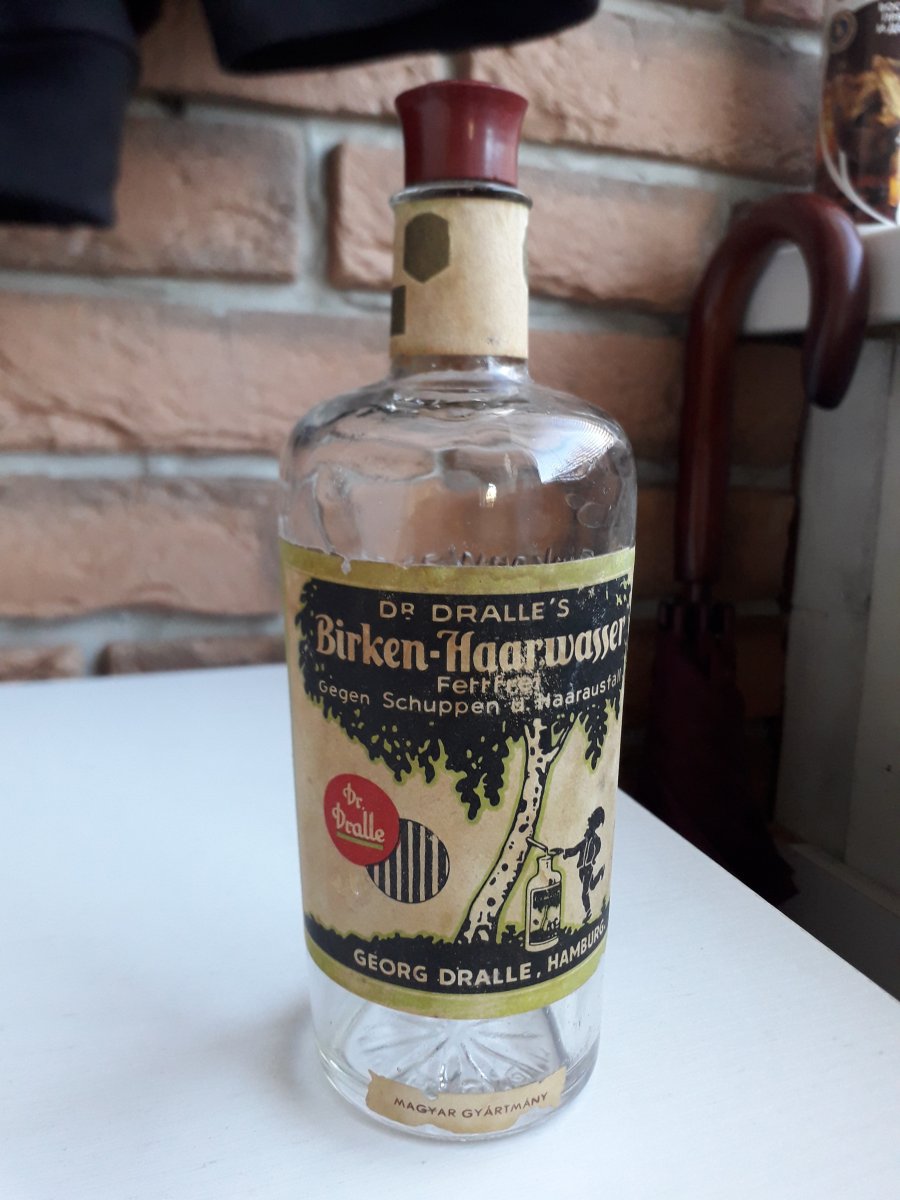 DR DRALLE'S
Birken-Haarwasser
Fettfrei
Gegen Schuppen u. Haarausfall
Dr.
Dralle
GEORG DRALLE, HAMBURG.
MAGYAR GYÁRTMÁNY